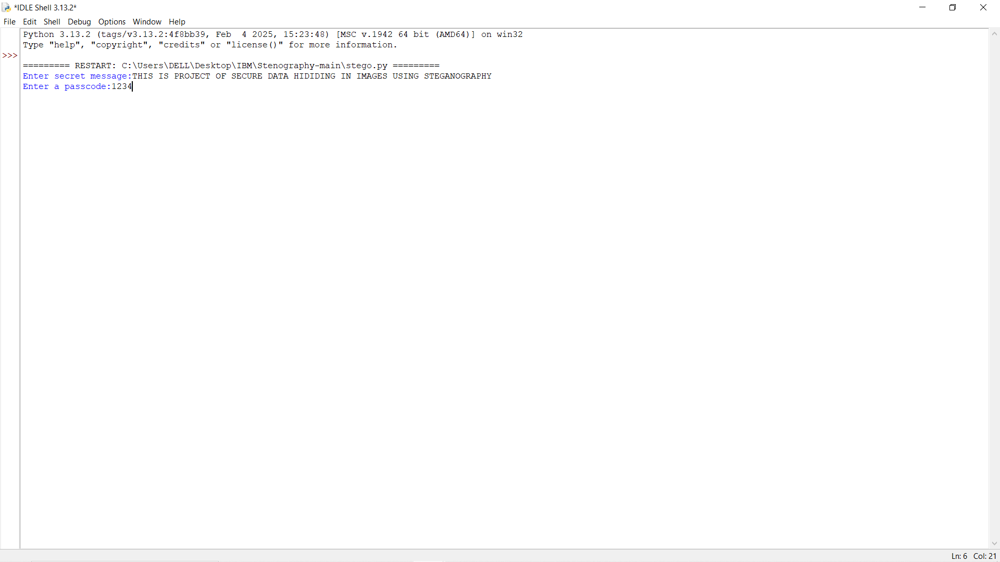 *IDLE Shell 3.13.2*
File Edit Shell Debug Options Window Help
Python 3.13.2 (tags/v3.13.2:4f8bb39, Feb  4 2025, 15:23:48) [MSC v.1942 64 bit (AMD64)] on win32
Type "help", "copyright", "credits" or "license()" for more information.
>>>
========= RESTART: C:\Users\DELL\Desktop\IBM\Stenography-main\stego.py =========
Enter secret message:THIS IS PROJECT OF SECURE DATA HIDIDING IN IMAGES USING STEGANOGRAPHY
Enter a passcode:1234
Ln: 6 Col: 21